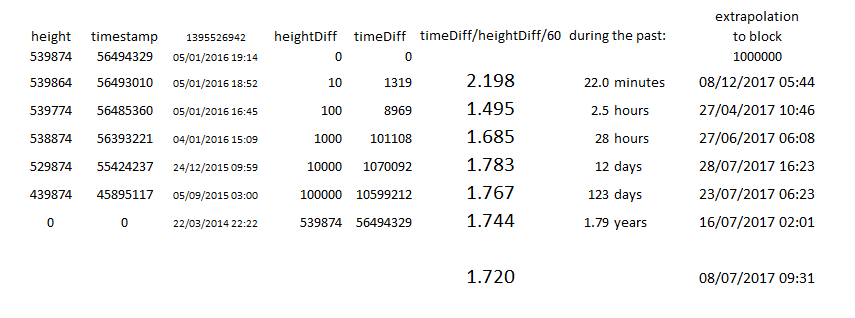 extrapolation
height timestamp 1395526942 heightDiff timeDiff timeDiff/heightDiff/60 during the past: to block
539874 56494329 05/01/2016 19:14 0 0 1000000
539864 56493010 05/01/2016 18:52 10 1319 2.198 22.0 minutes 08/12/2017 05:44
539774 56485360 05/01/2016 16:45 100 8969 1.495 2.5 hours 27/04/2017 10:46
538874 56393221 04/01/2016 15:09 1000 101108 1.685 28 hours 27/06/2017 06:08
529874 55424237 24/12/2015 09:59 10000 1070092 1.783 12 days 28/07/2017 16:23
439874 45895117 05/09/2015 03:00 100000 10599212 1.767 123 days 23/07/2017 06:23
0 0 22/03/2014 22:22 539874 56494329 1.744 1.79 years 16/07/2017 02:01
1.720 08/07/2017 09:31